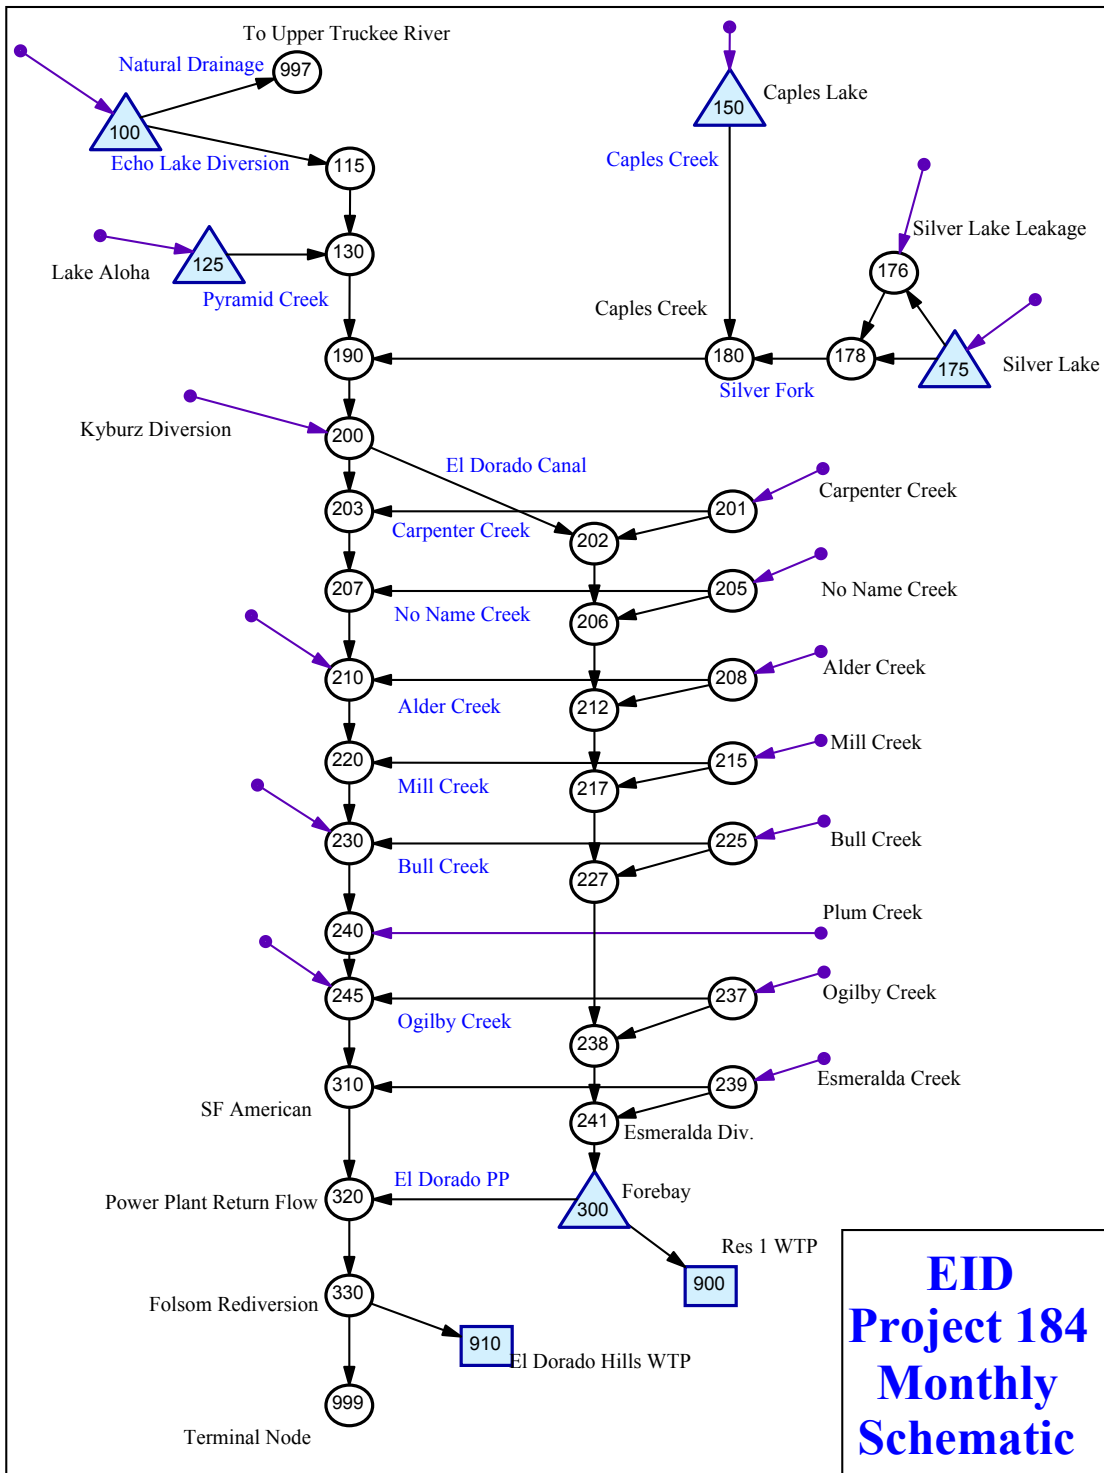 To Upper Truckee River
Natural Drainage
997
100
Echo Lake Diversion
115
Caples Lake
150
Caples Creek
Silver Lake Leakage
176
Lake Aloha
125
130
Pyramid Creek
Caples Creek
190
180
178
175
Silver Lake
Silver Fork
Kyburz Diversion
200
El Dorado Canal
Carpenter Creek
203
201
Carpenter Creek
202
207
205
No Name Creek
No Name Creek
206
210
208
Alder Creek
Alder Creek
212
220
215
Mill Creek
Mill Creek
217
230
225
Bull Creek
Bull Creek
227
Plum Creek
240
245
237
Ogilby Creek
Ogilby Creek
238
310
239
Esmeralda Creek
SF American
241
Esmeralda Div.
El Dorado PP
Forebay
Power Plant Return Flow
320
300
Res 1 WTP
900
Folsom Rediversion
330
910
El Dorado Hills WTP
999
Terminal Node
EID
Project 184
Monthly
Schematic